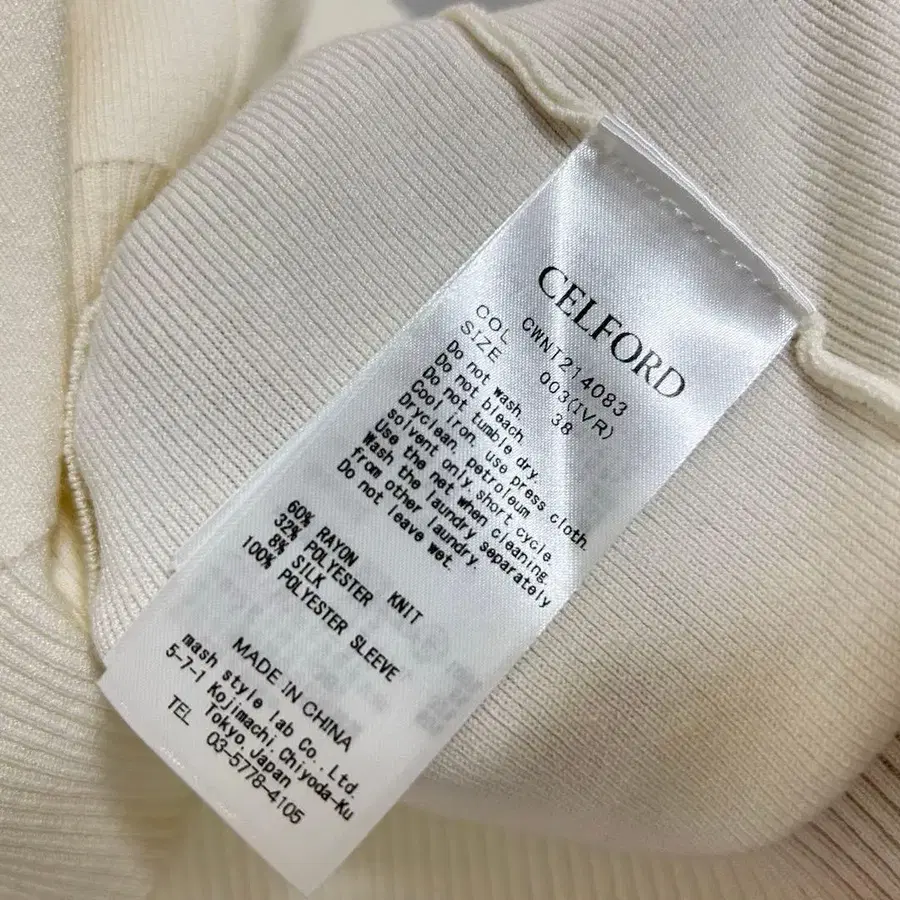 CELFORD
CWNT214083
COL 003(IVR)
SIZE 38
Do not wash.
Do not bleach.
Do not tumble dry.
Cool iron. use press cloth.
Dryclean, petroleum
solvent only, short cycle.
Use the net when cleaning.
Wash the laundry separately
from other laundry.
Do not leave wet.
60% RAYON
32% POLYESTER KNIT
8% SILK
100% POLYESTER SLEEVE
MADE IN CHINA
mash style lab Co., Ltd.
5-7-1 Kojimachi, Chiyoda-Ku
Tokyo, Japan
TEL 03-5778-4105